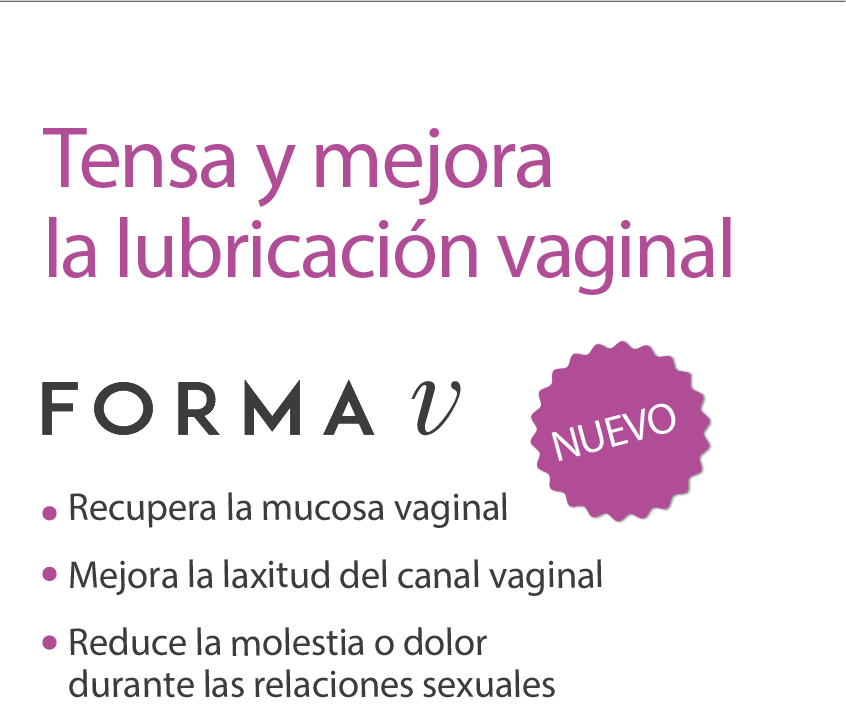 Tensa y mejora
la lubricación vaginal
FORMA v
NUEVO
• Recupera la mucosa vaginal
• Mejora la laxitud del canal vaginal
• Reduce la molestia o dolor
durante las relaciones sexuales